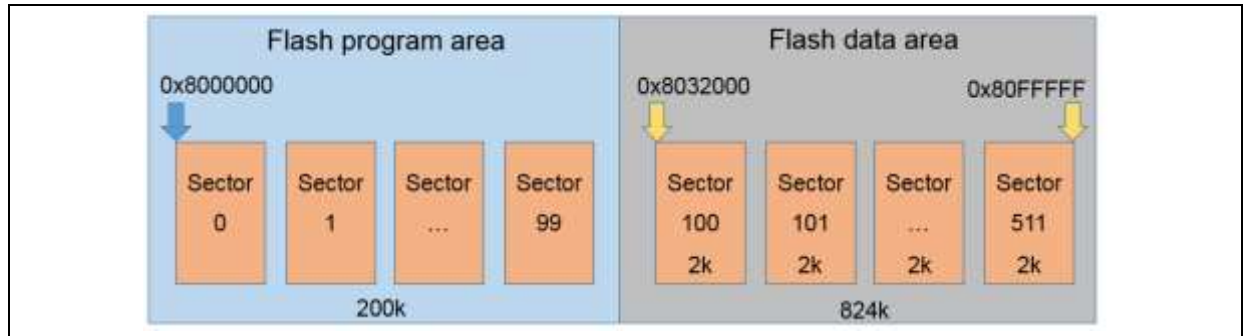 Flash program area
0x8000000
Sector
0
Sector
1
Sector
...
Sector
99
200k
Flash data area
0x8032000
0x80FFFFF
Sector
100
2k
Sector
101
2k
Sector
...
2k
Sector
511
2k
824k